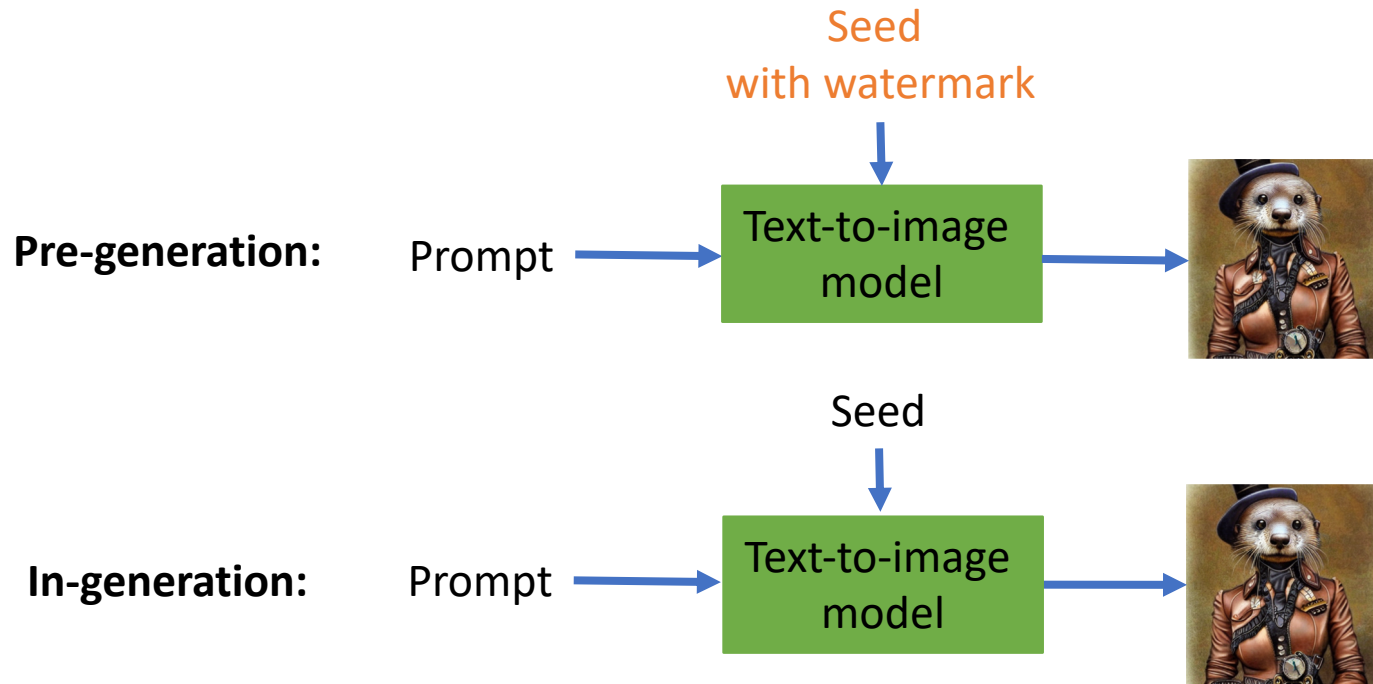 Seed
with watermark
Pre-generation:
Prompt
Text-to-image
model
Seed
In-generation:
Prompt
Text-to-image
model